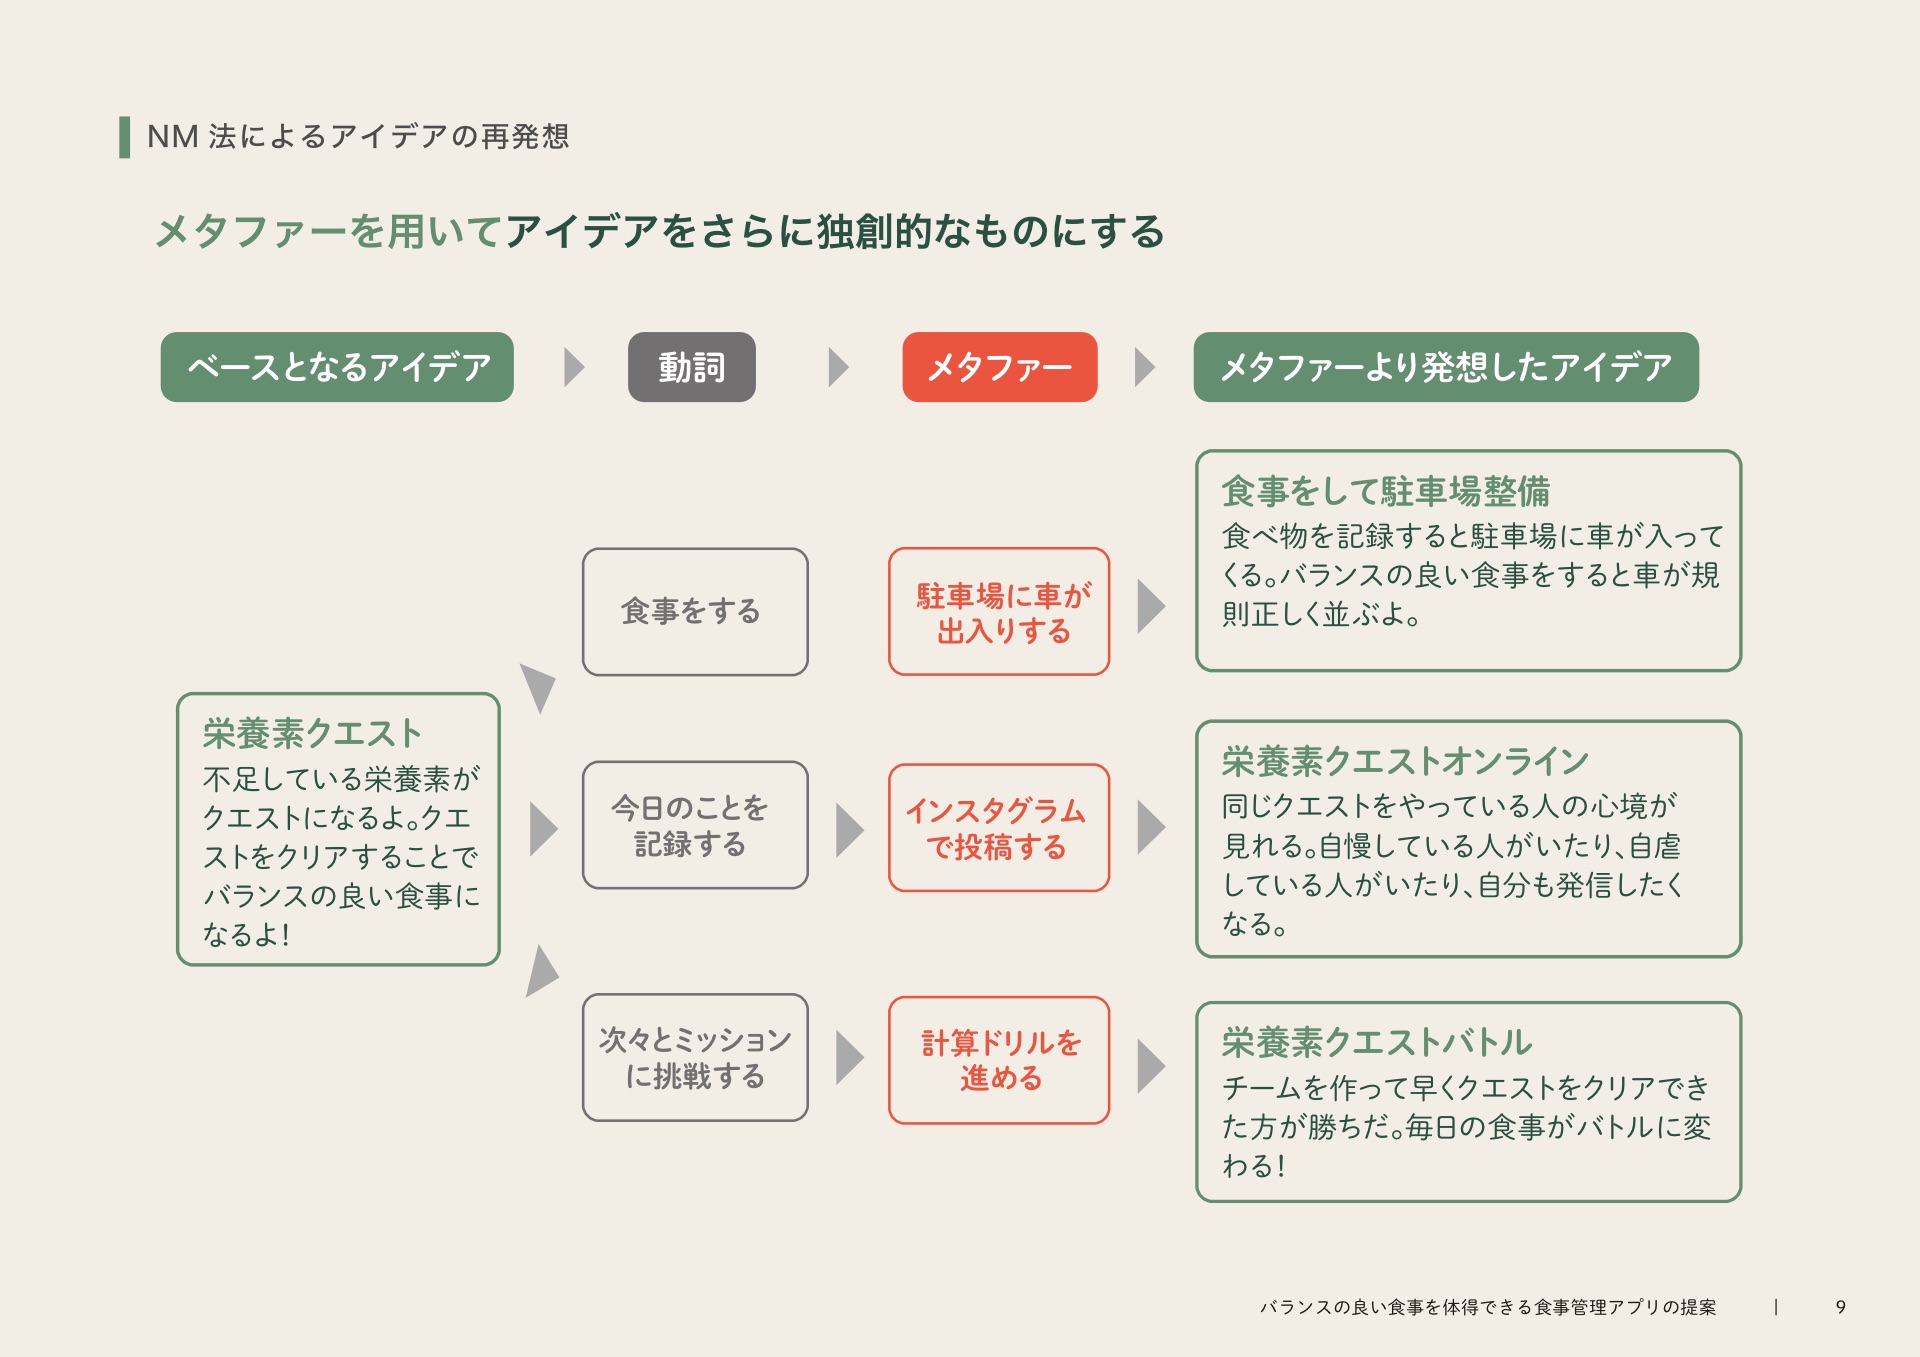 NM 法によるアイデアの再発想
メタファーを用いてアイデアをさらに独創的なものにする
ベースとなるアイデア
動詞
メタファー
メタファーより発想したアイデア
栄養素クエスト
不足している栄養素が
クエストになるよ。クエ
ストをクリアすることで
バランスの良い食事に
なるよ！
食事をする
駐車場に車が
出入りする
食事をして駐車場整備
食べ物を記録すると駐車場に車が入って
くる。バランスの良い食事をすると車が規
則正しく並ぶよ。
今日のことを
記録する
インスタグラム
で投稿する
栄養素クエストオンライン
同じクエストをやっている人の心境が
見れる。自慢している人がいたり、自虐
している人がいたり、自分も発信したく
なる。
次々とミッション
に挑戦する
計算ドリルを
進める
栄養素クエストバトル
チームを作って早くクエストをクリアでき
た方が勝ちだ。毎日の食事がバトルに変
わる！
バランスの良い食事を体得できる食事管理アプリの提案 | 9